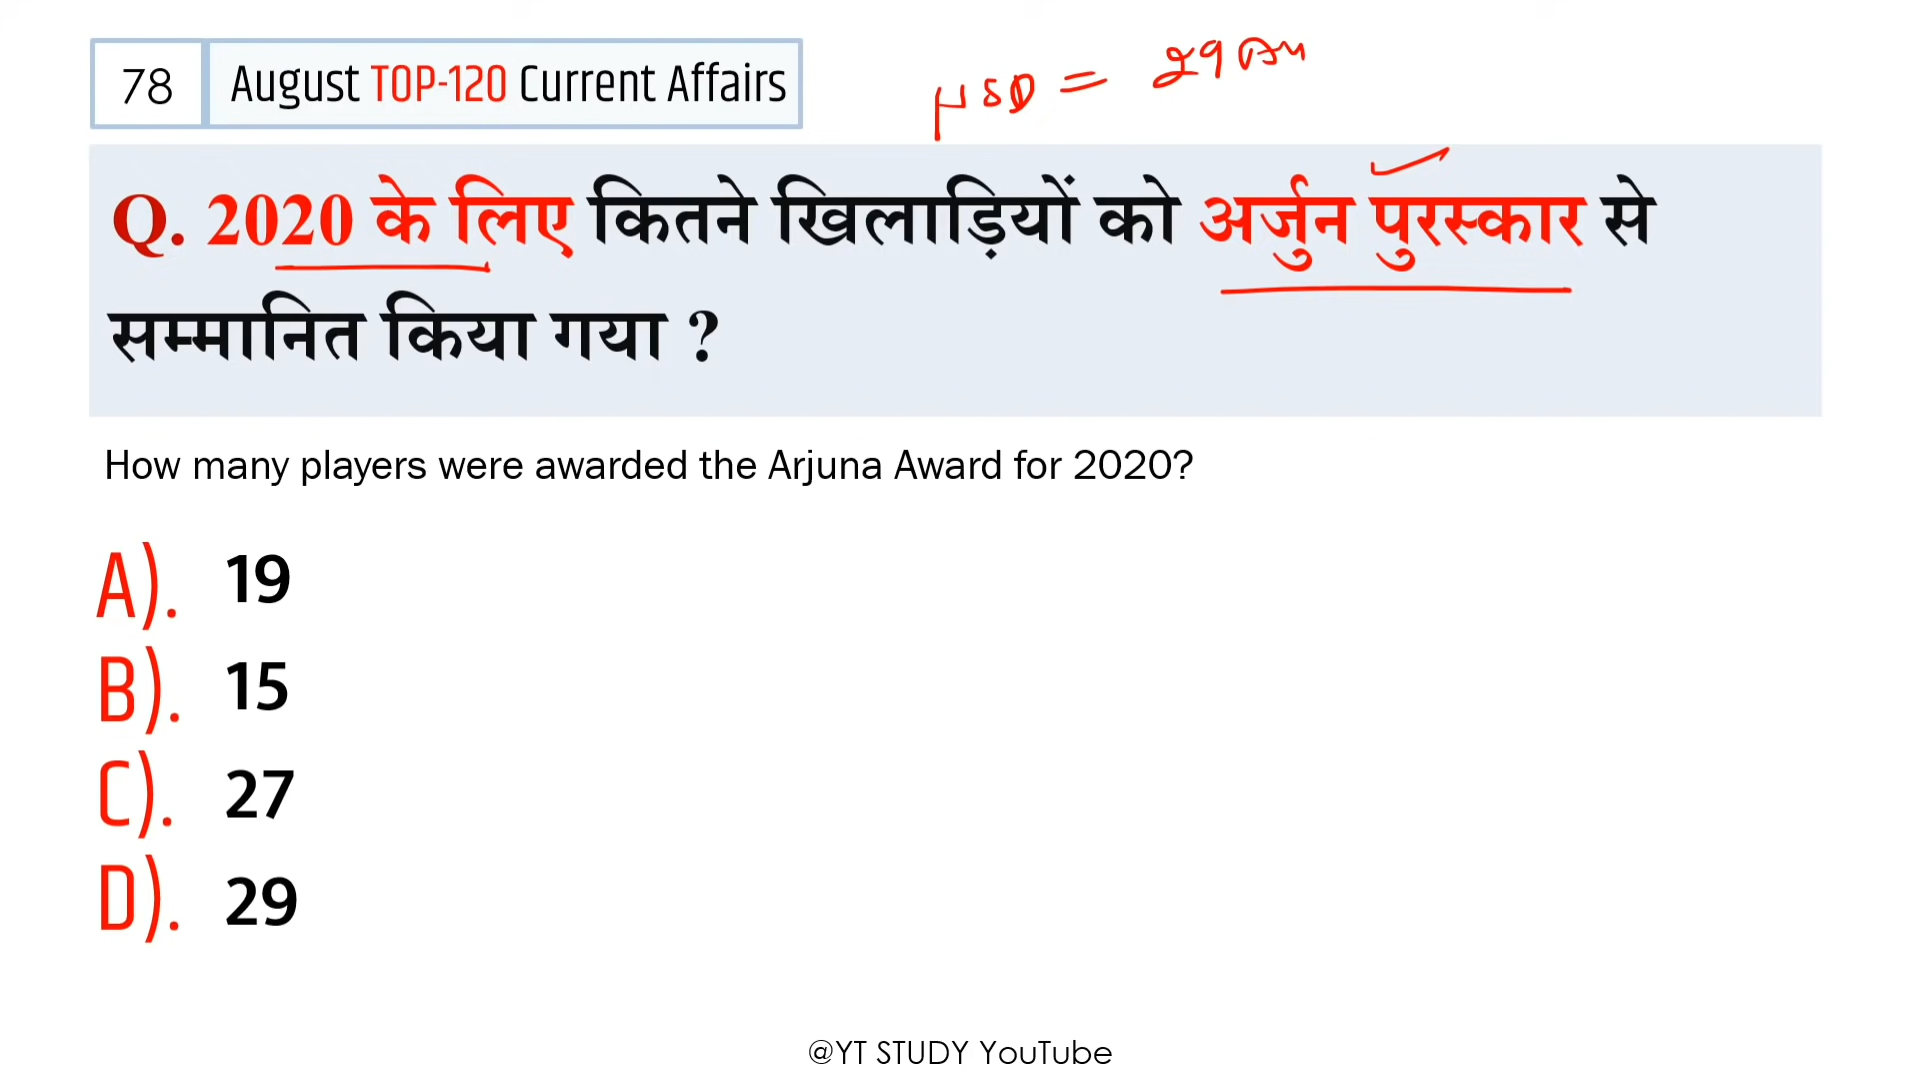 78 August TOP-120 Current Affairs
= 29
Q. 2020 के लिए कितने खिलाड़ियों को अर्जुन पुरस्कार से
सम्मानित किया गया ?
How many players were awarded the Arjuna Award for 2020?
A). 19
B). 15
C). 27
D). 29
@YT STUDY YouTube